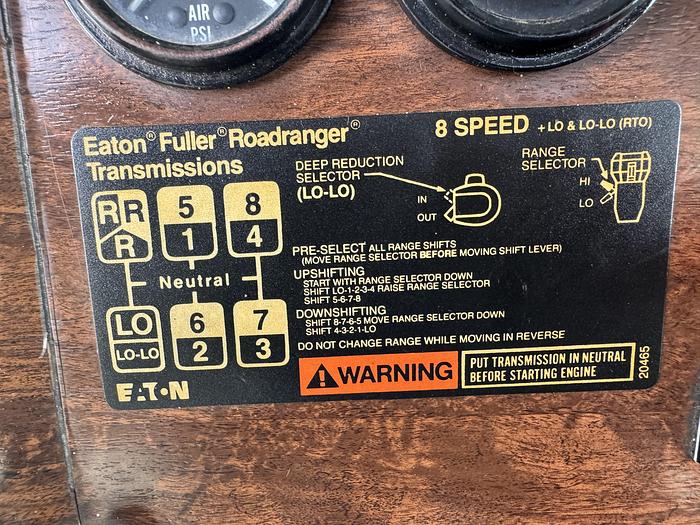 AIR
PSI
Eaton® Fuller® Roadranger®
Transmissions
8 SPEED + LO & LO-LO (RTO)
R R
R
5
1
8
4
Neutral
LO
LO-LO
6
2
7
3
EATON
DEEP REDUCTION
SELECTOR
(LO-LO)
IN
OUT
RANGE
SELECTOR
HI
LO
PRE-SELECT ALL RANGE SHIFTS
(MOVE RANGE SELECTOR BEFORE MOVING SHIFT LEVER)
UPSHIFTING
START WITH RANGE SELECTOR DOWN
SHIFT LO-1-2-3-4 RAISE RANGE SELECTOR
SHIFT 5-6-7-8
DOWNSHIFTING
SHIFT 8-7-6-5 MOVE RANGE SELECTOR DOWN
SHIFT 4-3-2-1-LO
DO NOT CHANGE RANGE WHILE MOVING IN REVERSE
WARNING
PUT TRANSMISSION IN NEUTRAL
BEFORE STARTING ENGINE
20465